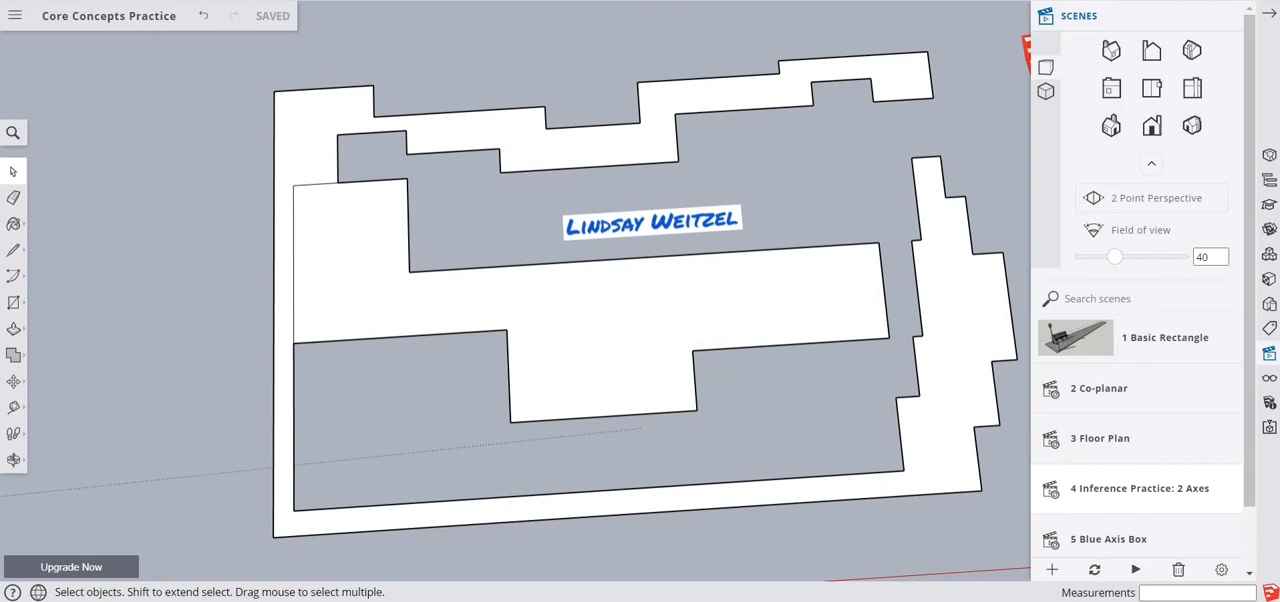 Core Concepts Practice
SAVED
SCENES
2 Point Perspective
Field of view
40
Search scenes
1 Basic Rectangle
2 Co-planar
3 Floor Plan
4 Inference Practice: 2 Axes
5 Blue Axis Box
LINDSAY WEITZEL
Upgrade Now
Select objects. Shift to extend select. Drag mouse to select multiple.
Measurements